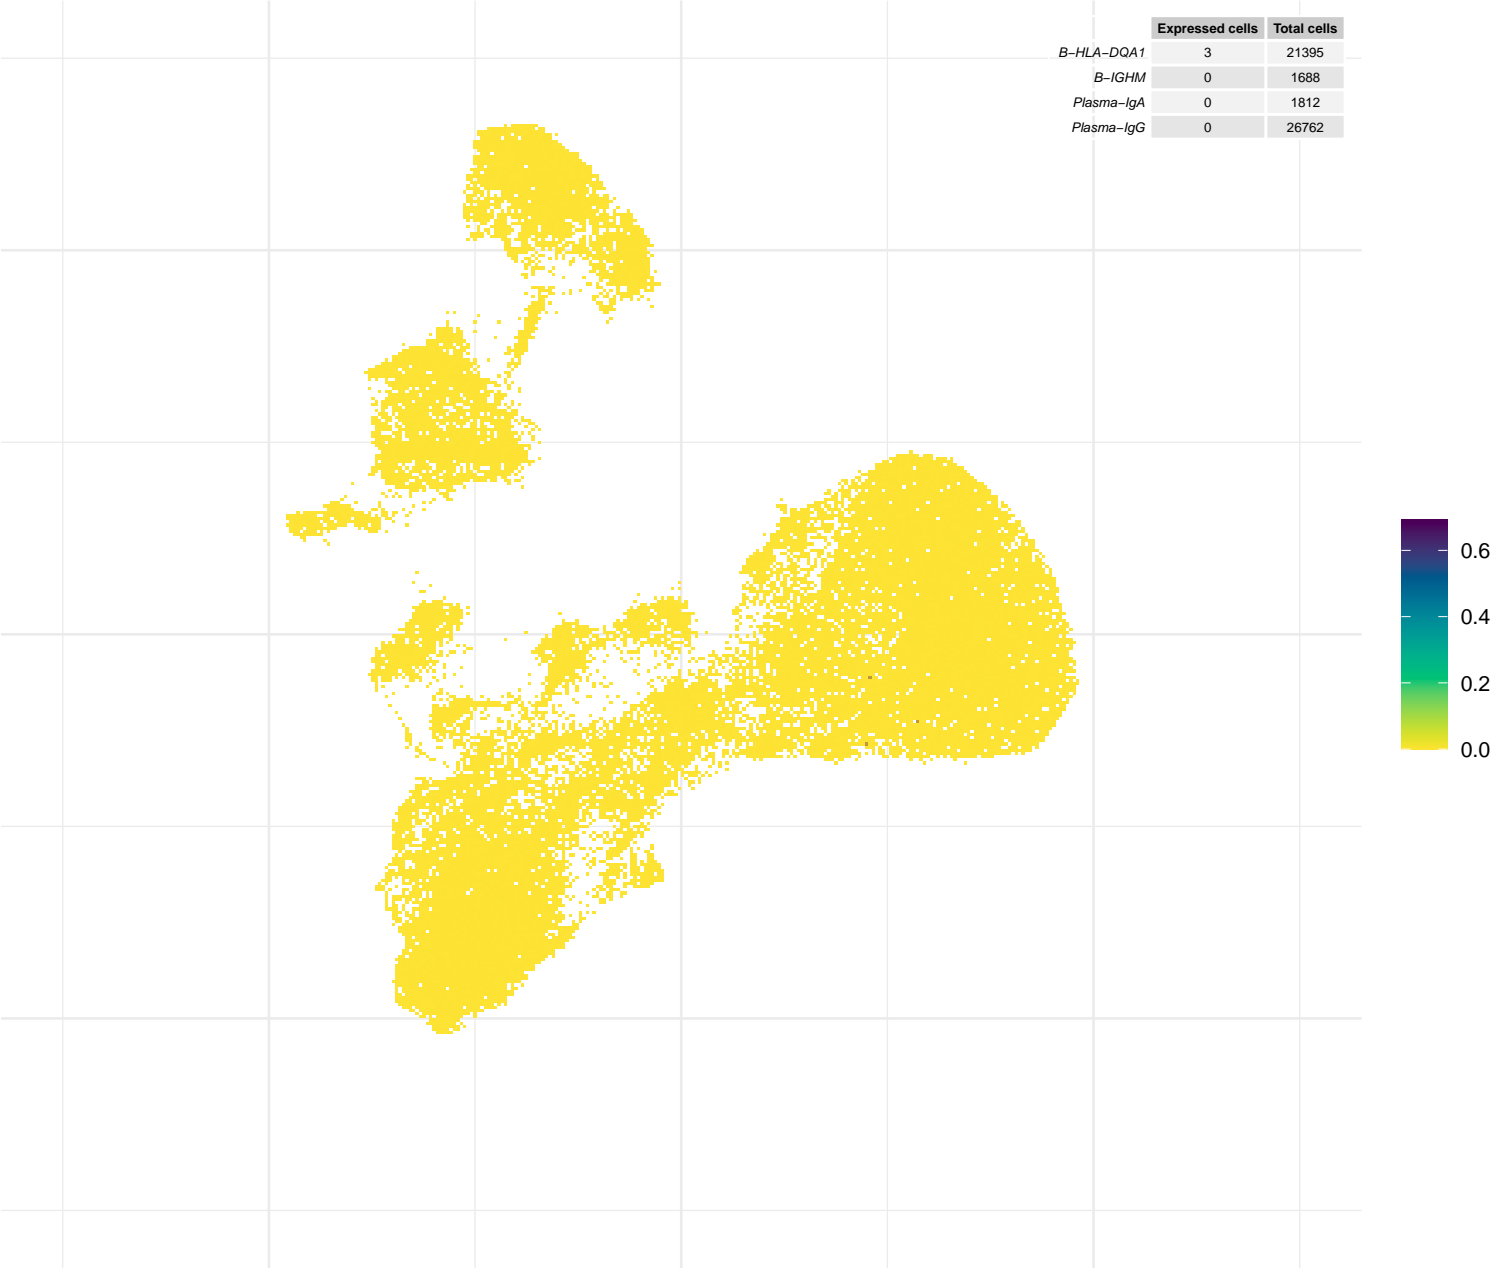 Expressed cells Total cells
B−HLA−DQA1 3 21395
B−IGHM 0 1688
Plasma−IgA 0 1812
Plasma−IgG 0 26762
0.6
0.4
0.2
0.0